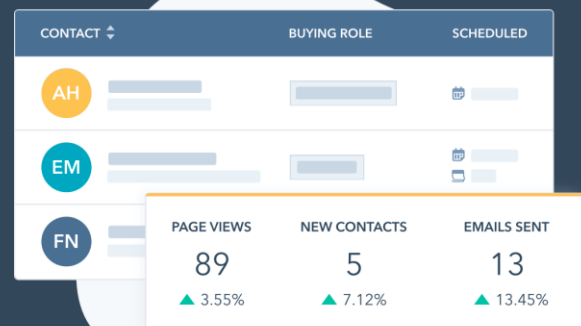 CONTACT BUYING ROLE SCHEDULED
AH
EM
FN
PAGE VIEWS NEW CONTACTS EMAILS SENT
89 5 13
3.55% 7.12% 13.45%